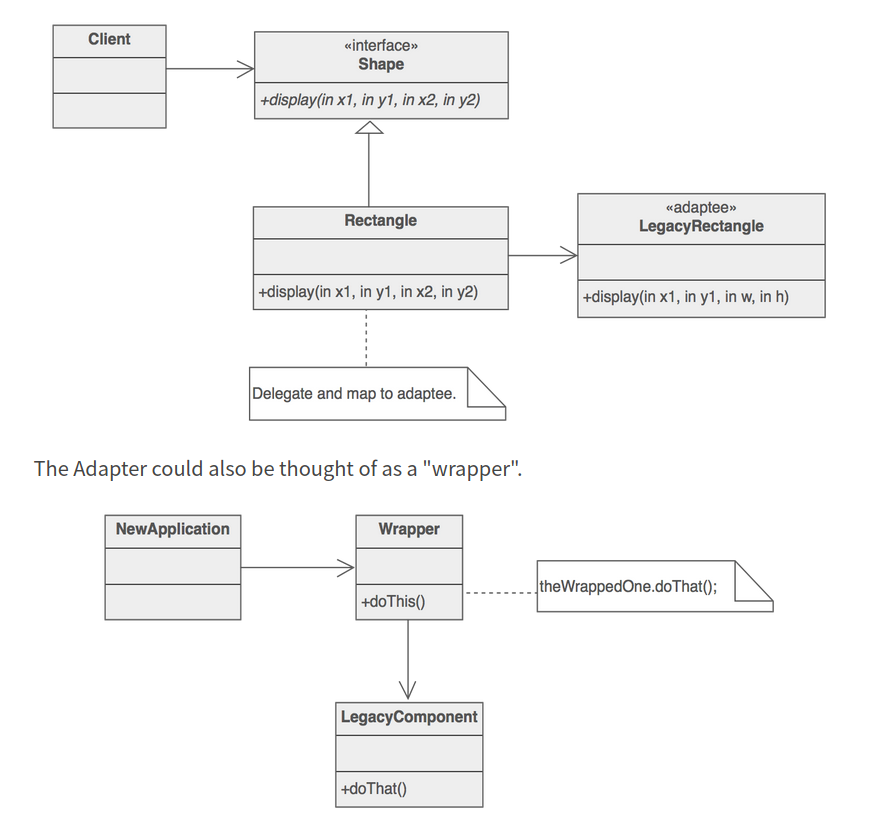 Client
«interface»
Shape
+display(in x1, in y1, in x2, in y2)
Rectangle
+display(in x1, in y1, in x2, in y2)
«adaptee»
LegacyRectangle
+display(in x1, in y1, in w, in h)
Delegate and map to adaptee.
The Adapter could also be thought of as a "wrapper".
NewApplication
Wrapper
+doThis()
theWrappedOne.doThat();
LegacyComponent
+doThat()